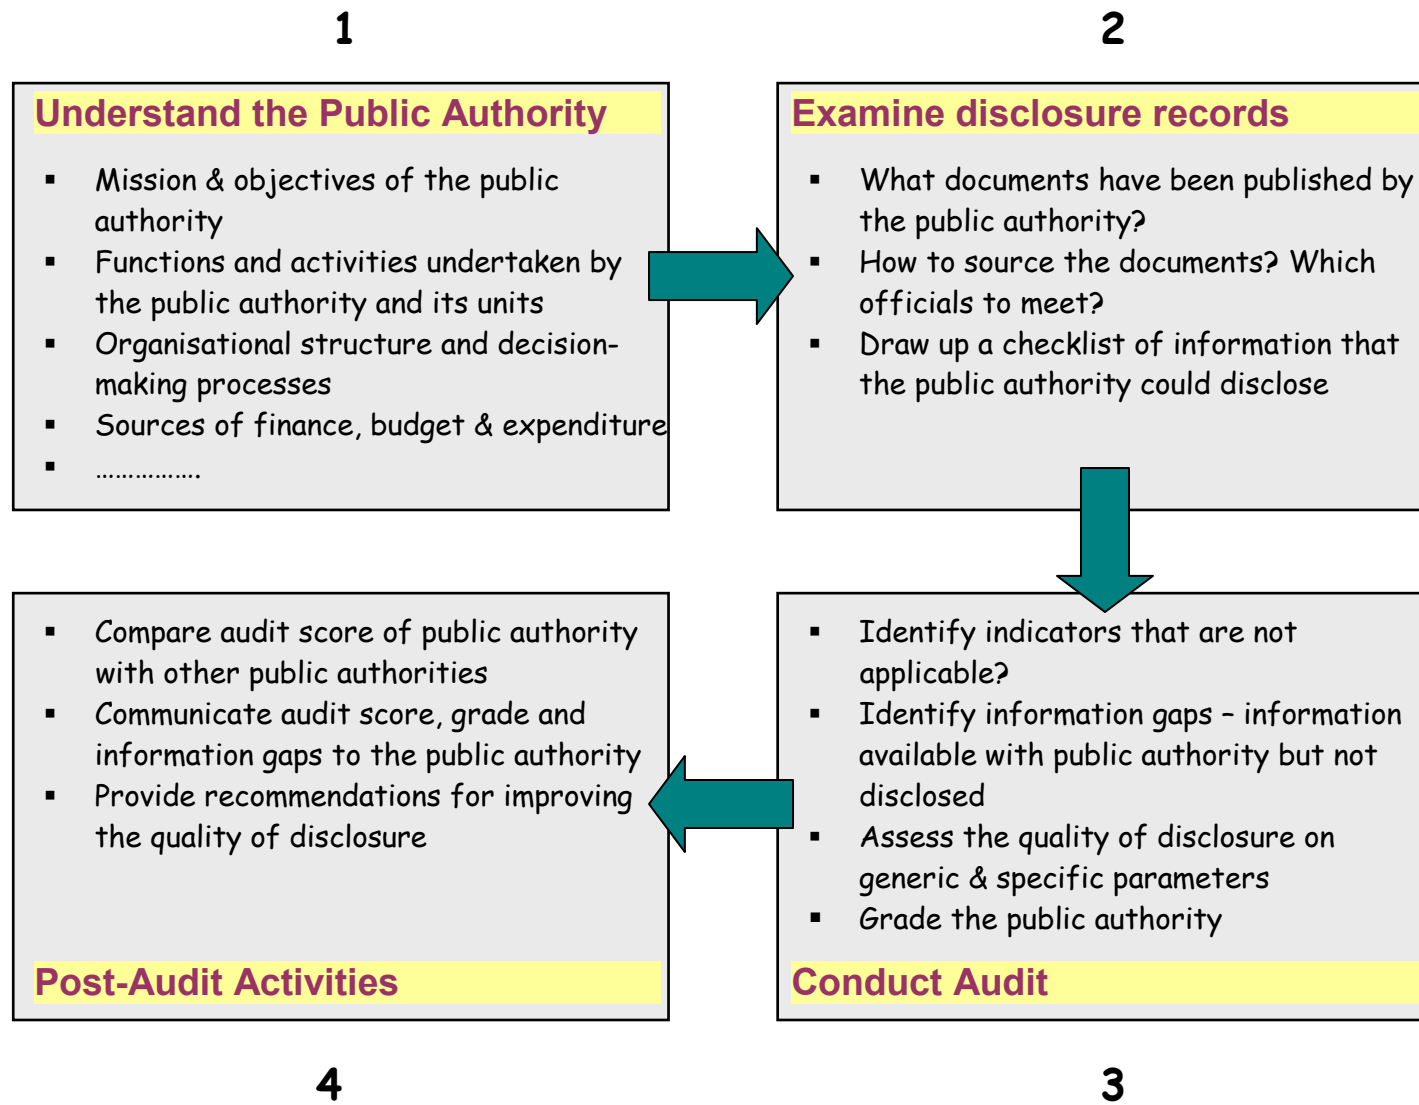 1
Understand the Public Authority
▪ Mission & objectives of the public
authority
▪ Functions and activities undertaken by
the public authority and its units
▪ Organisational structure and decision-
making processes
▪ Sources of finance, budget & expenditure
▪ …………….
2
Examine disclosure records
▪ What documents have been published by
the public authority?
▪ How to source the documents? Which
officials to meet?
▪ Draw up a checklist of information that
the public authority could disclose
▪ Identify indicators that are not
applicable?
▪ Identify information gaps – information
available with public authority but not
disclosed
▪ Assess the quality of disclosure on
generic & specific parameters
▪ Grade the public authority
Conduct Audit
3
▪ Compare audit score of public authority
with other public authorities
▪ Communicate audit score, grade and
information gaps to the public authority
▪ Provide recommendations for improving
the quality of disclosure
Post-Audit Activities
4